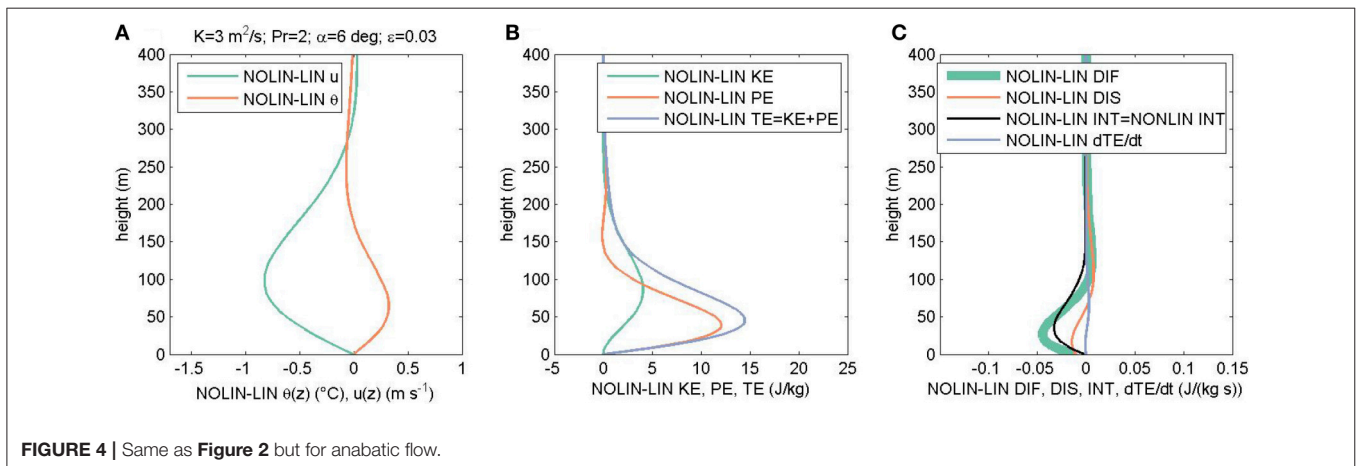 A
K=3 m²/s; Pr=2; α=6 deg; ε=0.03
400
350
300
250
200
150
100
50
0
height (m)
NOLIN-LIN u
NOLIN-LIN θ
-1.5
-1
-0.5
0
0.5
1
NOLIN-LIN θ(z) (°C), u(z) (m s⁻¹)
B
400
350
300
250
200
150
100
50
0
height (m)
NOLIN-LIN KE
NOLIN-LIN PE
NOLIN-LIN TE=KE+PE
-5
0
5
10
15
20
25
NOLIN-LIN KE, PE, TE (J/kg)
C
400
350
300
250
200
150
100
50
0
height (m)
NOLIN-LIN DIF
NOLIN-LIN DIS
NOLIN-LIN INT=NONLIN INT
NOLIN-LIN dTE/dt
-0.1
-0.05
0
0.05
0.1
0.15
NOLIN-LIN DIF, DIS, INT, dTE/dt (J/(kg s))
FIGURE 4 | Same as Figure 2 but for anabatic flow.